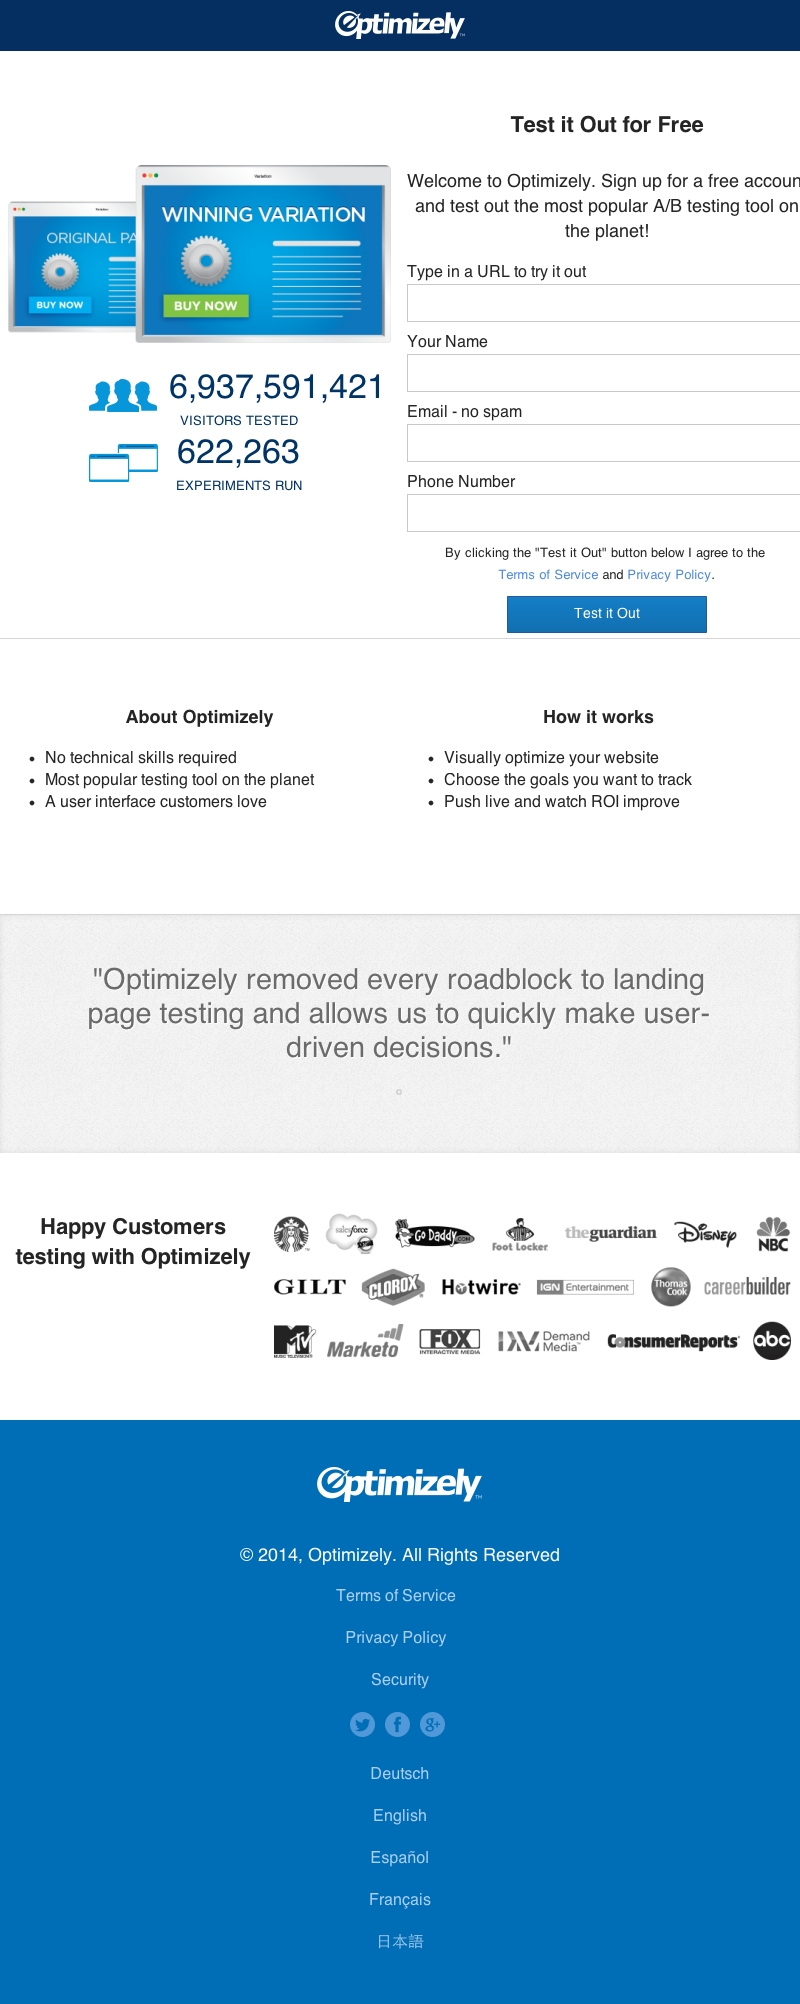 Optimizely
Test it Out for Free
Welcome to Optimizely. Sign up for a free accoun
and test out the most popular A/B testing tool on
the planet!
Variation
WINNING VARIATION
BUY NOW
ORIGINAL PA
BUY NOW
Type in a URL to try it out
Your Name
6,937,591,421
VISITORS TESTED
622,263
EXPERIMENTS RUN
Email - no spam
Phone Number
By clicking the "Test it Out" button below I agree to the
Terms of Service and Privacy Policy.
Test it Out
About Optimizely
• No technical skills required
• Most popular testing tool on the planet
• A user interface customers love
How it works
• Visually optimize your website
• Choose the goals you want to track
• Push live and watch ROI improve
"Optimizely removed every roadblock to landing
page testing and allows us to quickly make user-
driven decisions."
Happy Customers
testing with Optimizely
salesforce Go Daddy.COM Foot Locker theguardian Disney NBC
GILT CLOROX Hotwire IGN Entertainment Thomas Cook careerbuilder
MTV MUSIC TELEVISION Marketo FOX INTERACTIVE MEDIA Demand Media ConsumerReports abc
Optimizely
© 2014, Optimizely. All Rights Reserved
Terms of Service
Privacy Policy
Security
Deutsch
English
Español
Français
日本語